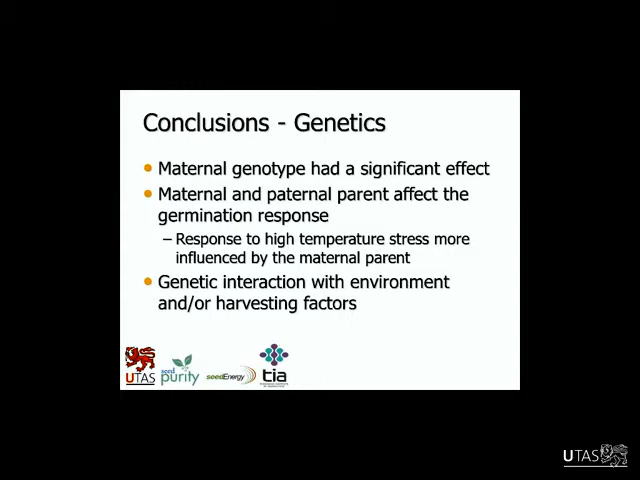 Conclusions - Genetics
• Maternal genotype had a significant effect
• Maternal and paternal parent affect the
germination response
– Response to high temperature stress more
influenced by the maternal parent
• Genetic interaction with environment
and/or harvesting factors
UTAS
seed
purity
seedEnergy
tia
UTAS